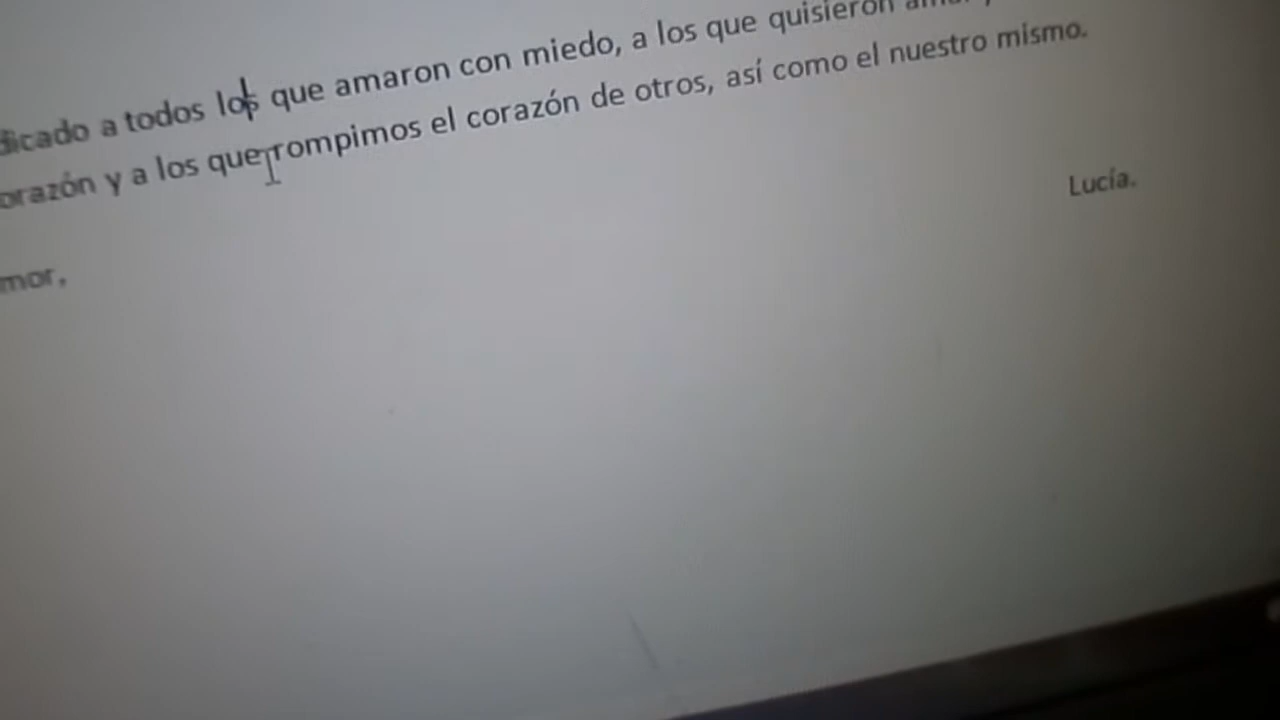 a todos los que amaron con miedo, a los que quisieron
y a los que rompimos el corazón de otros, así como el nuestro mismo.
Lucía.